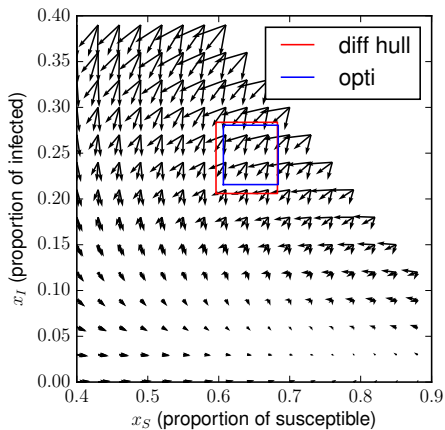 0.40
0.35
0.30
0.25
0.20
0.15
0.10
0.05
0.00
x_I (proportion of infected)
diff hull
opti
0.4 0.5 0.6 0.7 0.8 0.9
x_S (proportion of susceptible)